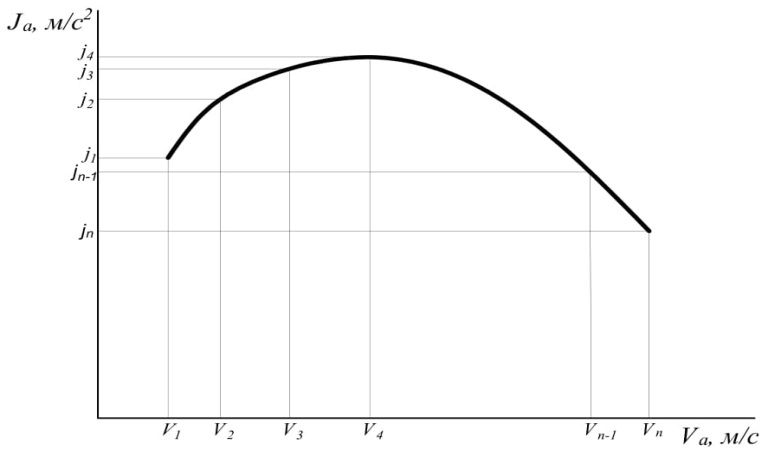 Jₐ, м/с²
j₄
j₃
j₂
j₁
jₙ₋₁
jₙ
V₁ V₂ V₃ V₄ Vₙ₋₁ Vₙ Vₐ, м/с